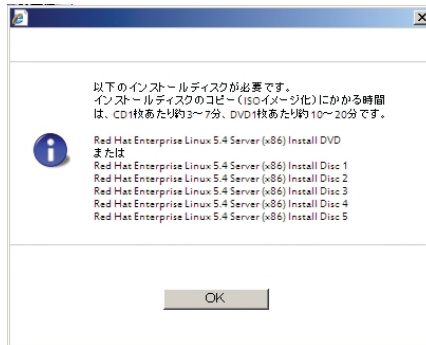 以下のインストールディスクが必要です。
インストールディスクのコピー(ISOイメージ化)にかかる時間
は、CD1枚あたり約3～7分、DVD1枚あたり約10～20分です。
Red Hat Enterprise Linux 5.4 Server (x86) Install DVD
または
Red Hat Enterprise Linux 5.4 Server (x86) Install Disc 1
Red Hat Enterprise Linux 5.4 Server (x86) Install Disc 2
Red Hat Enterprise Linux 5.4 Server (x86) Install Disc 3
Red Hat Enterprise Linux 5.4 Server (x86) Install Disc 4
Red Hat Enterprise Linux 5.4 Server (x86) Install Disc 5
OK